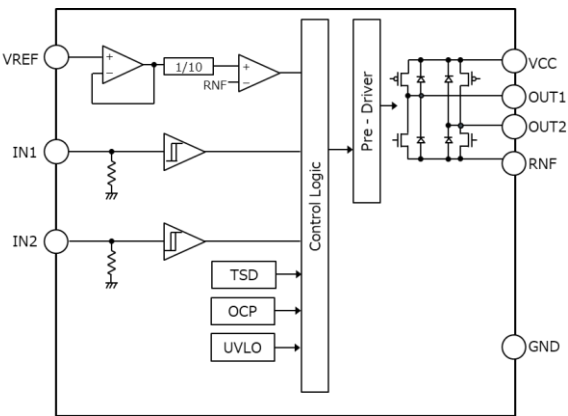 VREF
+
−
1/10
+
RNF
−
IN1
IN2
TSD
OCP
UVLO
Control Logic
Pre - Driver
VCC
OUT1
OUT2
RNF
GND